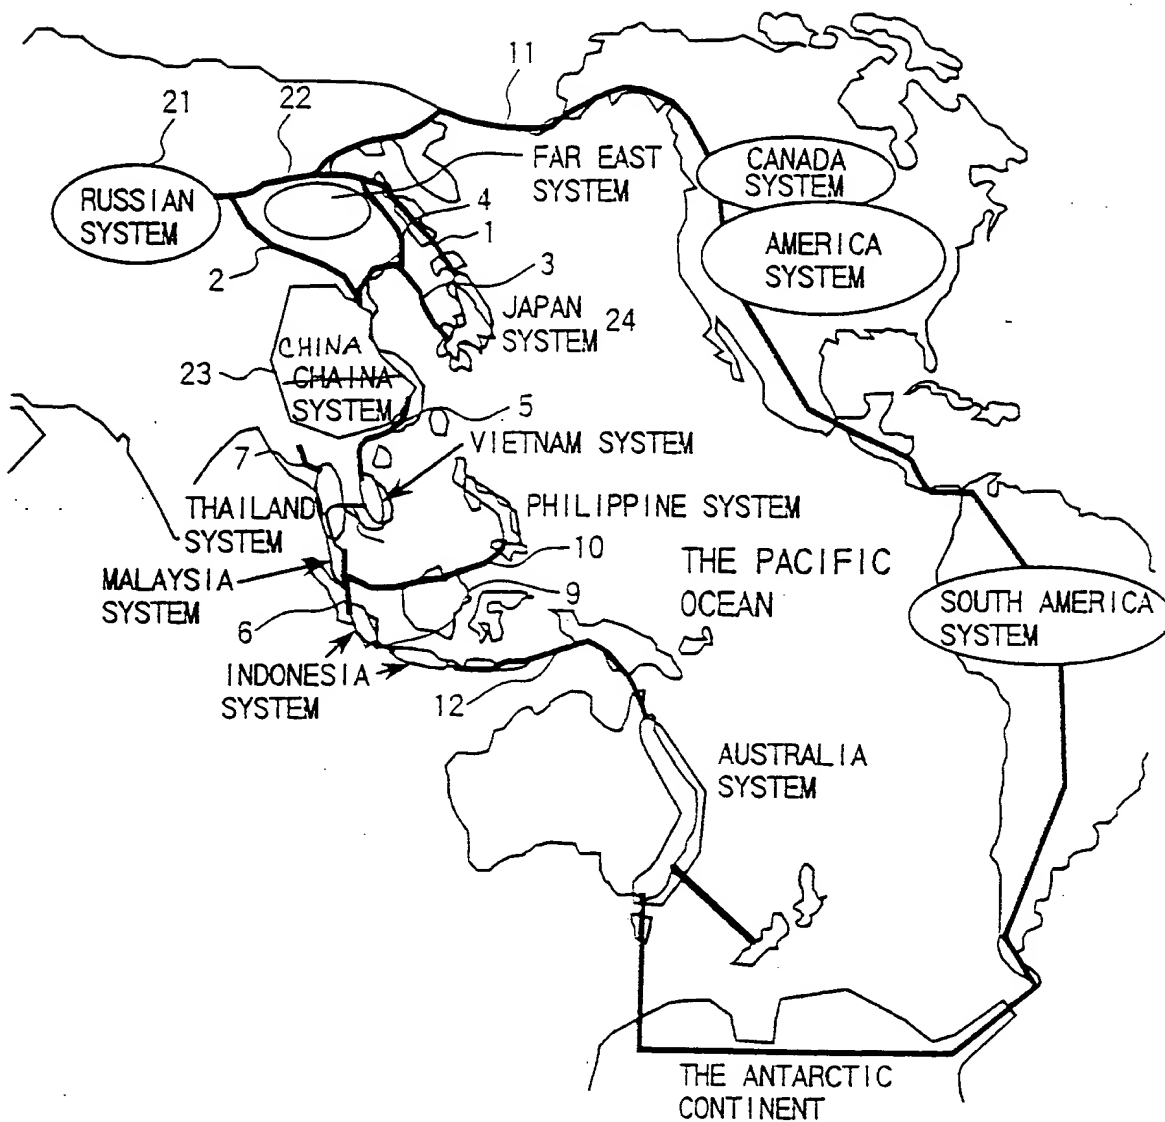 11
21
22
FAR EAST
SYSTEM
CANADA
SYSTEM
RUSSIAN
SYSTEM
4
1
AMERICA
SYSTEM
2
3
JAPAN
SYSTEM 24
CHINA
CHAINA
SYSTEM
23
5
VIETNAM SYSTEM
7
THAILAND
SYSTEM
PHILIPPINE SYSTEM
10
THE PACIFIC
OCEAN
MALAYSIA
SYSTEM
9
6
SOUTH AMERICA
SYSTEM
INDONESIA
SYSTEM
12
AUSTRALIA
SYSTEM
THE ANTARCTIC
CONTINENT